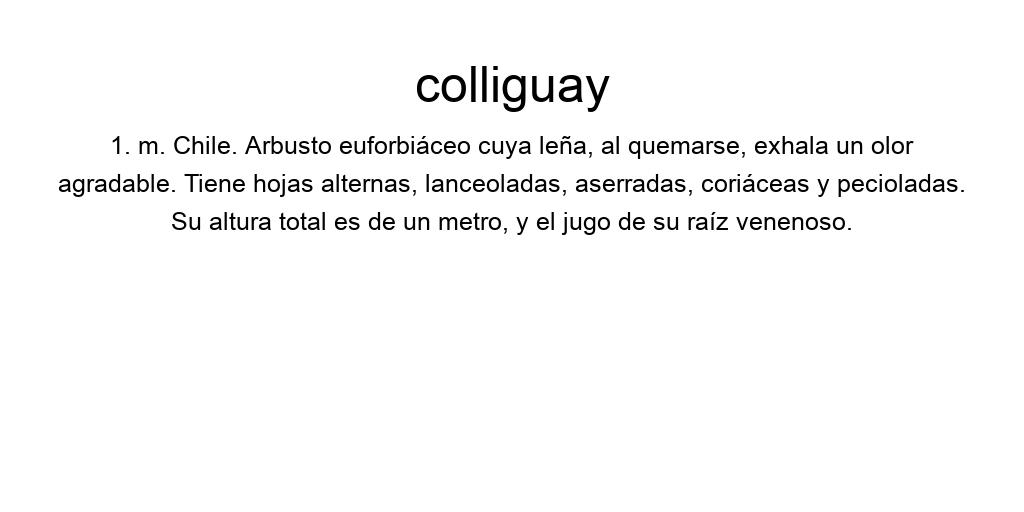 colliguay
1. m. Chile. Arbusto euforbiáceo cuya leña, al quemarse, exhala un olor
agradable. Tiene hojas alternas, lanceoladas, aserradas, coriáceas y pecioladas.
Su altura total es de un metro, y el jugo de su raíz venenoso.